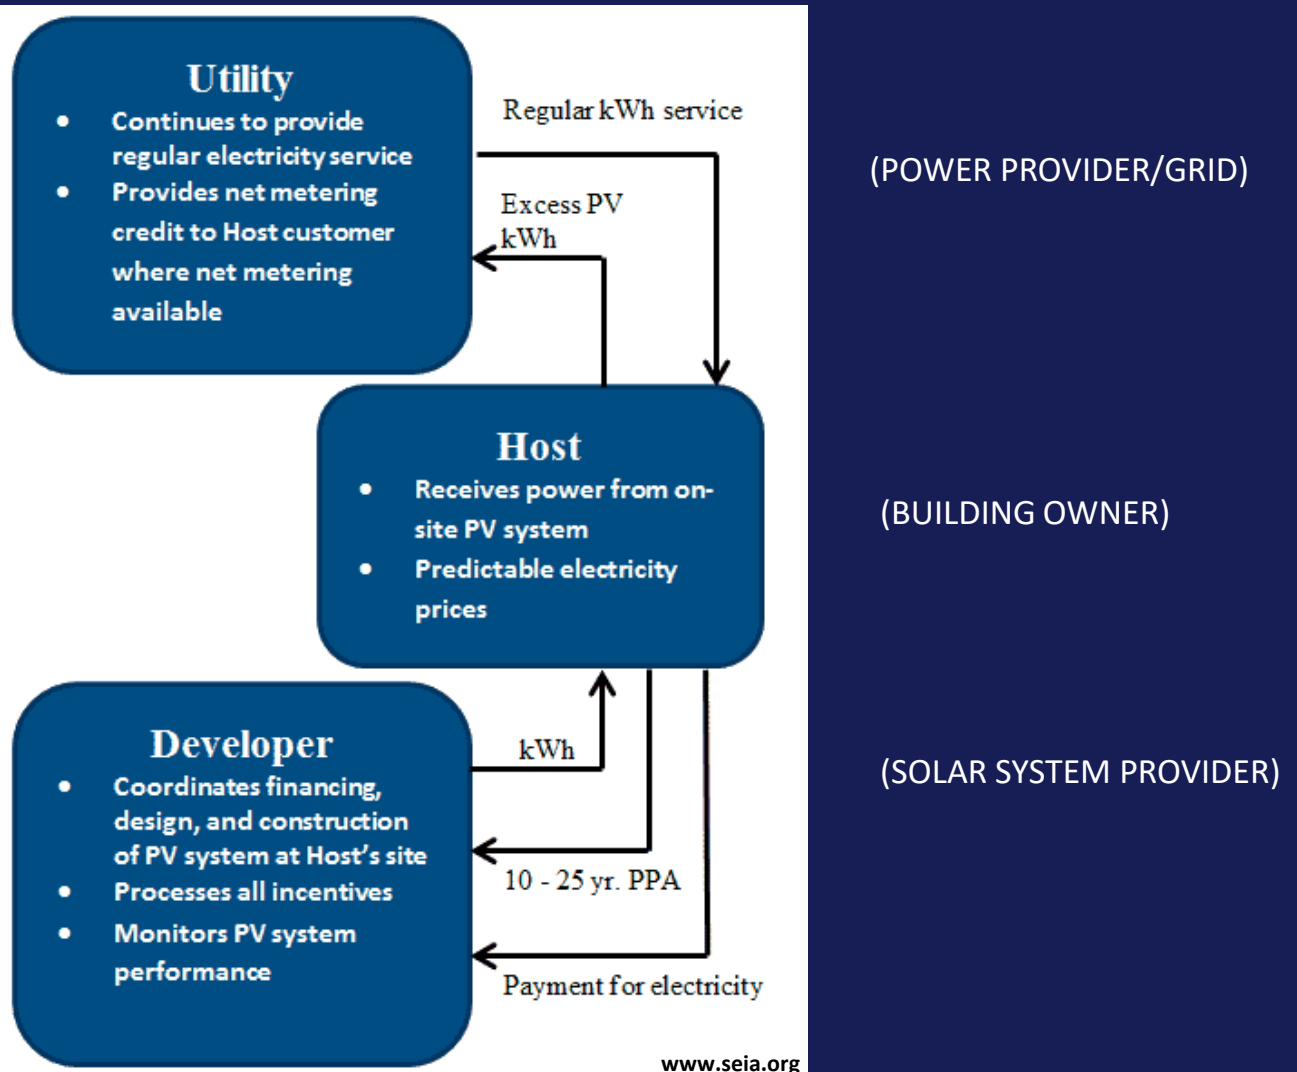 Utility
• Continues to provide
regular electricity service
• Provides net metering
credit to Host customer
where net metering
available
Regular kWh service
Excess PV
kWh
(POWER PROVIDER/GRID)
Host
• Receives power from on-
site PV system
• Predictable electricity
prices
(BUILDING OWNER)
Developer
• Coordinates financing,
design, and construction
of PV system at Host's site
• Processes all incentives
• Monitors PV system
performance
kWh
10 - 25 yr. PPA
Payment for electricity
(SOLAR SYSTEM PROVIDER)
www.seia.org